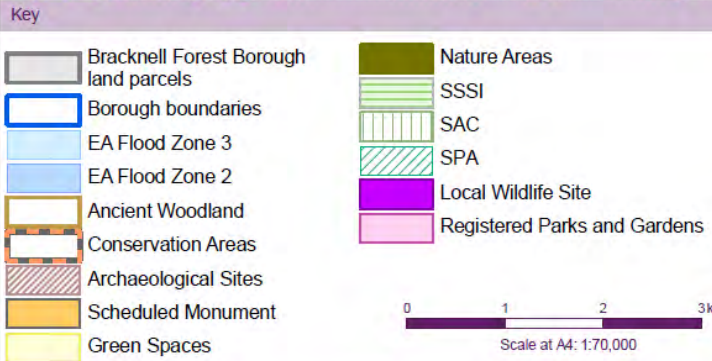 Key
Bracknell Forest Borough
land parcels
Borough boundaries
EA Flood Zone 3
EA Flood Zone 2
Ancient Woodland
Conservation Areas
Archaeological Sites
Scheduled Monument
Green Spaces
Nature Areas
SSSI
SAC
SPA
Local Wildlife Site
Registered Parks and Gardens
0 1 2 3k
Scale at A4: 1:70,000